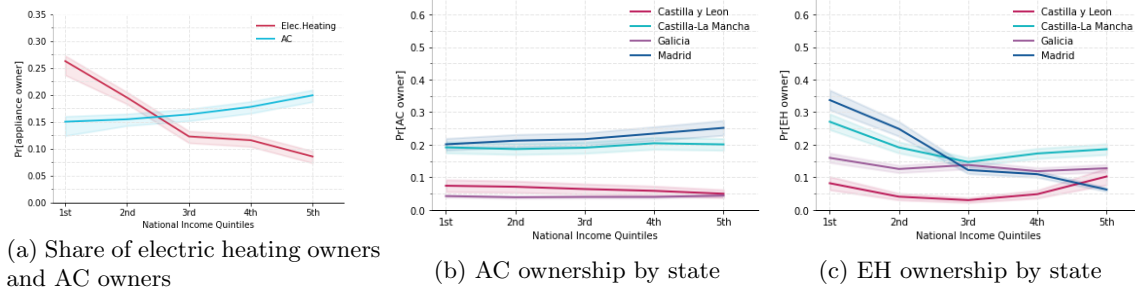 Pr[appliance owner]
0.35
0.30
0.25
0.20
0.15
0.10
0.05
0.00
Elec.Heating
AC
1st 2nd 3rd 4th 5th
National Income Quintiles
(a) Share of electric heating owners
and AC owners
Pr[AC owner]
0.6
0.5
0.4
0.3
0.2
0.1
0.0
Castilla y Leon
Castilla-La Mancha
Galicia
Madrid
1st 2nd 3rd 4th 5th
National Income Quintiles
(b) AC ownership by state
Pr[EH owner]
0.6
0.5
0.4
0.3
0.2
0.1
0.0
Castilla y Leon
Castilla-La Mancha
Galicia
Madrid
1st 2nd 3rd 4th 5th
National Income Quintiles
(c) EH ownership by state